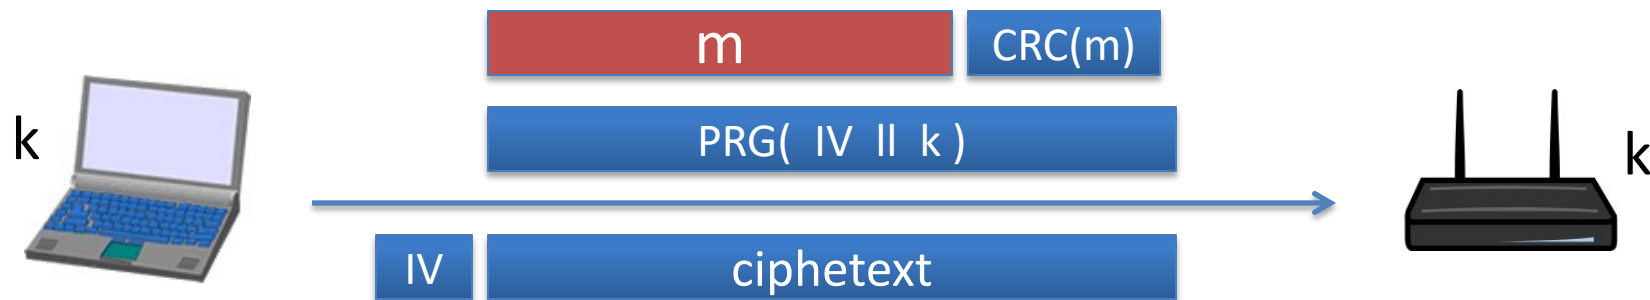 m CRC(m)
k PRG( IV ll k ) k
IV ciphetext